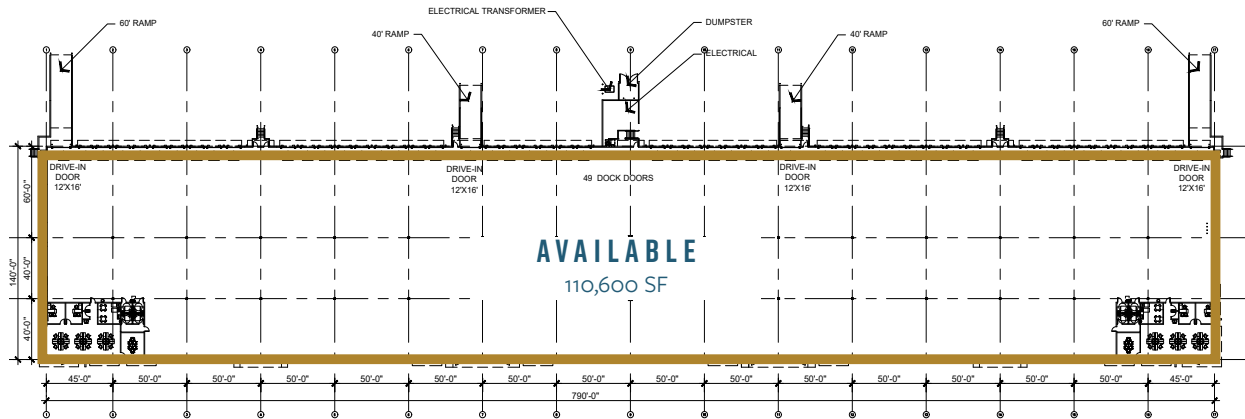 ELECTRICAL TRANSFORMER
60' RAMP
DUMPSTER
60' RAMP
40' RAMP
40' RAMP
ELECTRICAL
DRIVE-IN
DOOR
12'X16'
DRIVE-IN
DOOR
12'X16'
49 DOCK DOORS
DRIVE-IN
DOOR
12'X16'
DRIVE-IN
DOOR
12'X16'
60'-0"
140'-0"
40'-0"
40'-0"
AVAILABLE
110,600 SF
45'-0" 50'-0" 50'-0" 50'-0" 50'-0" 50'-0" 50'-0" 50'-0" 50'-0" 50'-0" 50'-0" 50'-0" 50'-0" 50'-0" 50'-0" 45'-0"
790'-0"